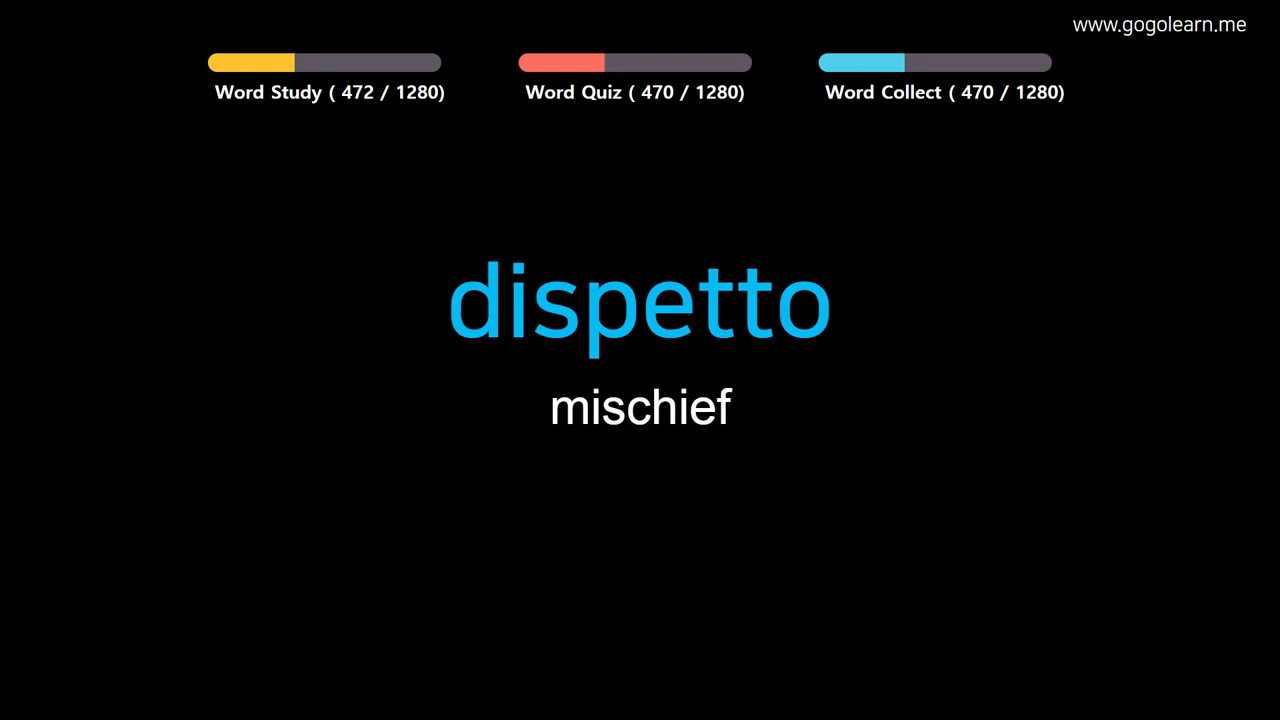 www.gogolearn.me
Word Study ( 472 / 1280)
Word Quiz ( 470 / 1280)
Word Collect ( 470 / 1280)
dispetto
mischief